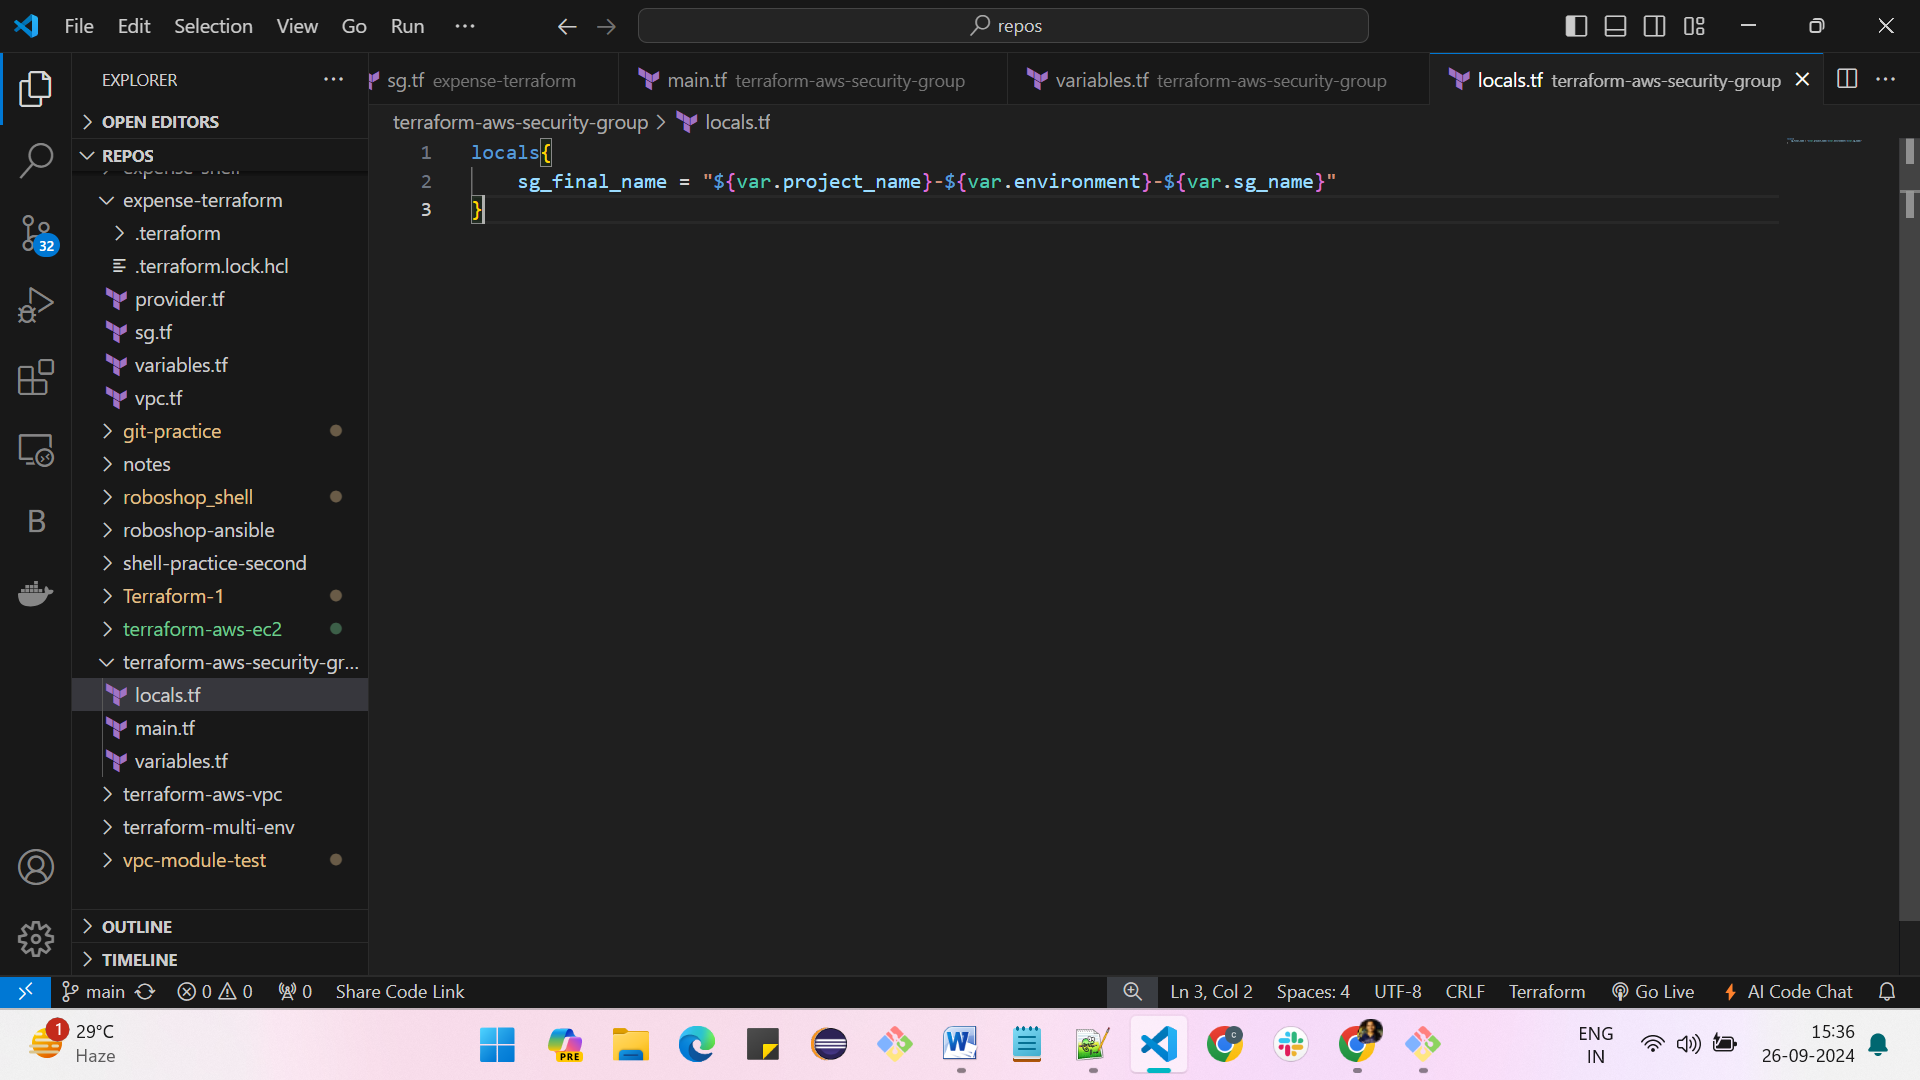 File Edit Selection View Go Run ··· repos
EXPLORER ···
sg.tf expense-terraform
main.tf terraform-aws-security-group
variables.tf terraform-aws-security-group
locals.tf terraform-aws-security-group
OPEN EDITORS
REPOS
expense-shell
expense-terraform
.terraform
.terraform.lock.hcl
provider.tf
sg.tf
variables.tf
vpc.tf
git-practice
notes
roboshop_shell
roboshop-ansible
shell-practice-second
Terraform-1
terraform-aws-ec2
terraform-aws-security-gr...
locals.tf
main.tf
variables.tf
terraform-aws-vpc
terraform-multi-env
vpc-module-test
OUTLINE
TIMELINE
32
B
terraform-aws-security-group > locals.tf
1 locals{
2 sg_final_name = "${var.project_name}-${var.environment}-${var.sg_name}"
3 }
main 0 0 0 Share Code Link Ln 3, Col 2 Spaces: 4 UTF-8 CRLF Terraform Go Live AI Code Chat
1 29°C
Haze
PRE
W
C
ENG
IN
15:36
26-09-2024